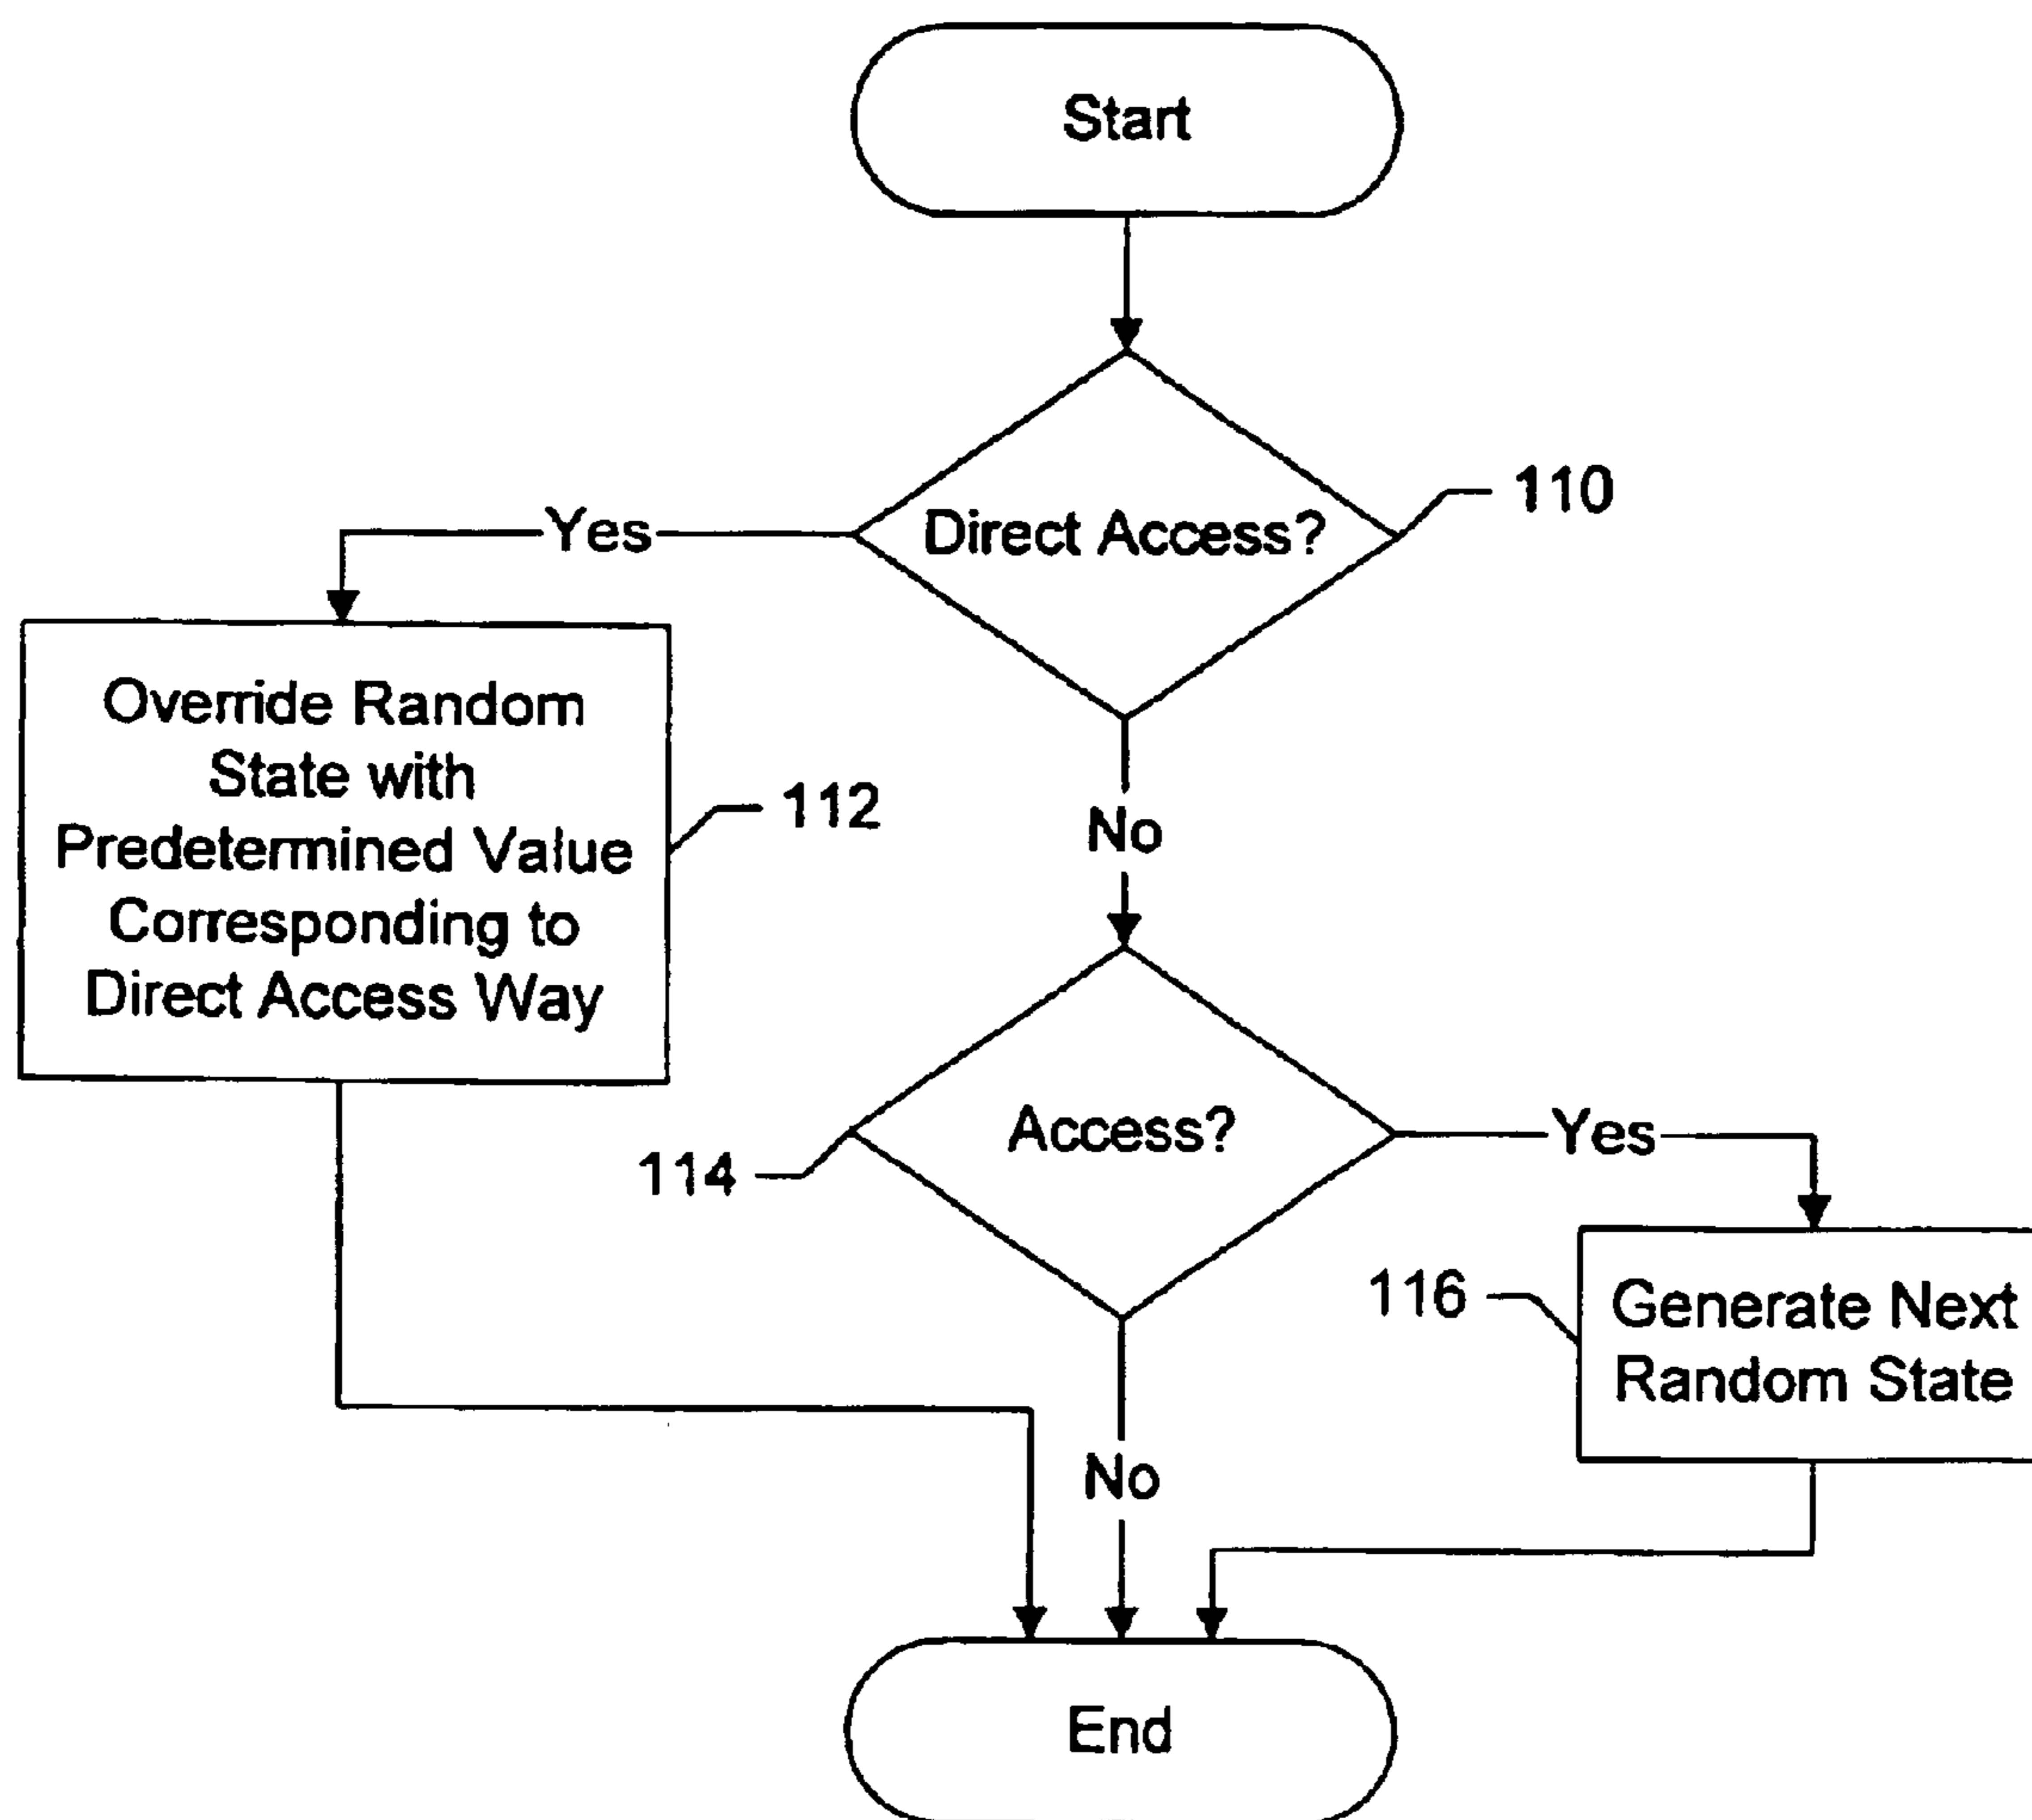 Start
Direct Access?
110
Yes
Override Random
State with
Predetermined Value
Corresponding to
Direct Access Way
112
No
Access?
114
Yes
116
Generate Next
Random State
No
End